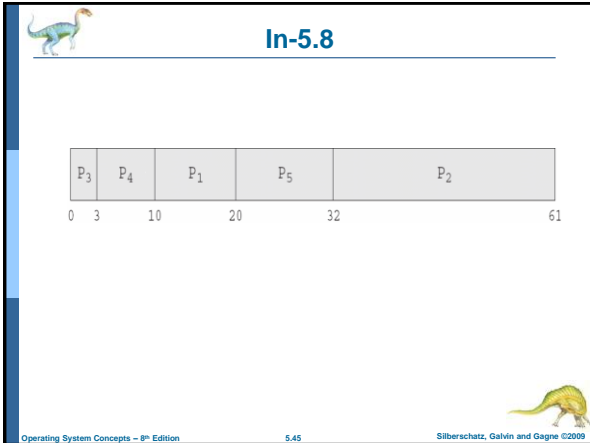 In-5.8
P3 P4 P1 P5 P2
0 3 10 20 32 61
Operating System Concepts – 8th Edition 5.45 Silberschatz, Galvin and Gagne ©2009